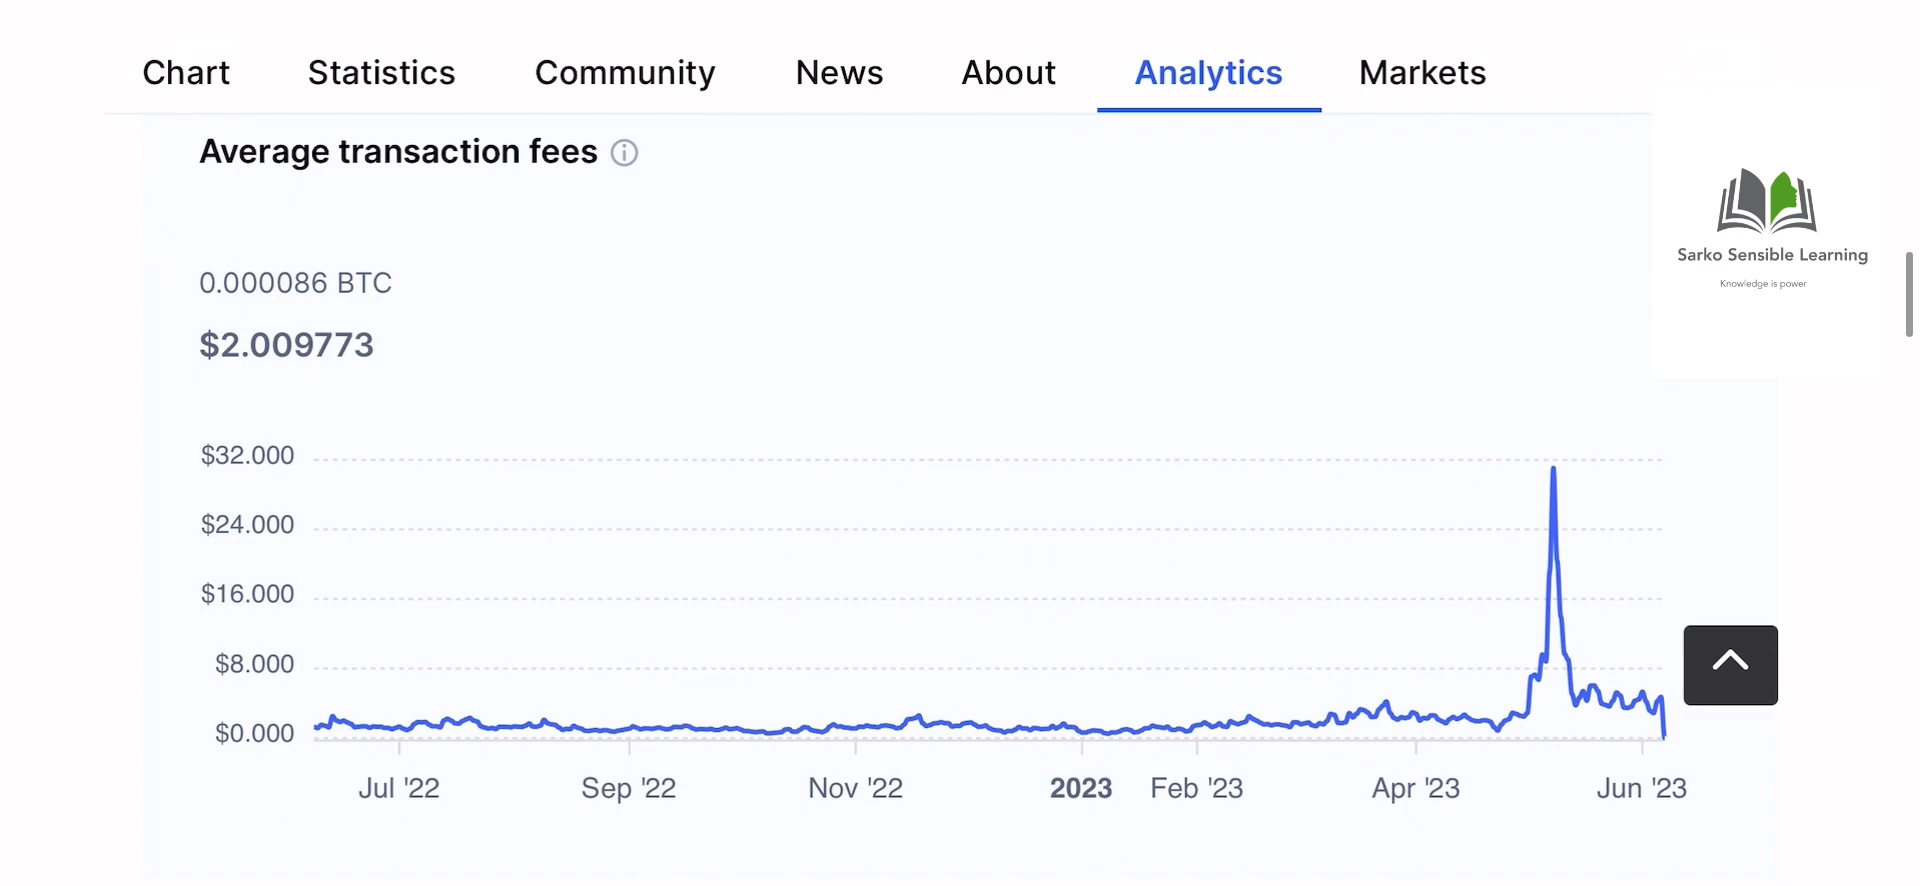 Chart Statistics Community News About Analytics Markets
Average transaction fees
Sarko Sensible Learning
Knowledge is power
0.000086 BTC
$2.009773
$32.000
$24.000
$16.000
$8.000
$0.000
Jul '22 Sep '22 Nov '22 2023 Feb '23 Apr '23 Jun '23